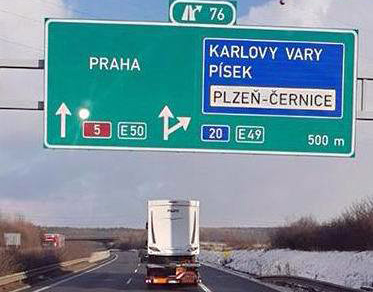 76
PRAHA
KARLOVY VARY
PÍSEK
PLZEŇ-ČERNICE
5 E50 20 E49 500 m